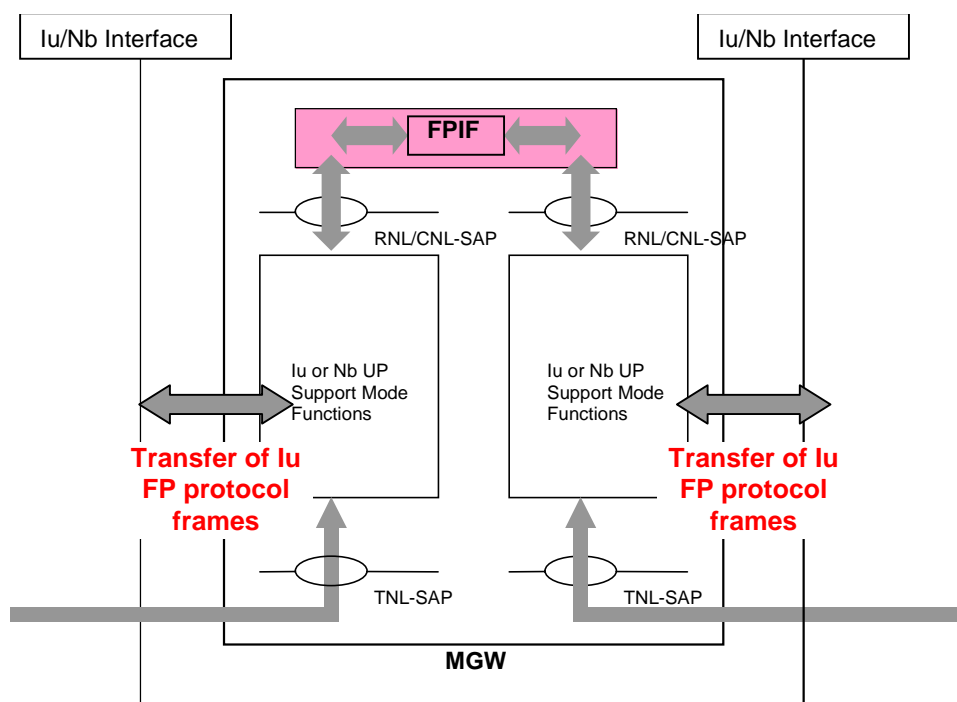 Iu/Nb Interface
Iu/Nb Interface
FPIF
RNL/CNL-SAP
RNL/CNL-SAP
Iu or Nb UP
Support Mode
Functions
Iu or Nb UP
Support Mode
Functions
Transfer of Iu
FP protocol
frames
Transfer of Iu
FP protocol
frames
TNL-SAP
TNL-SAP
MGW